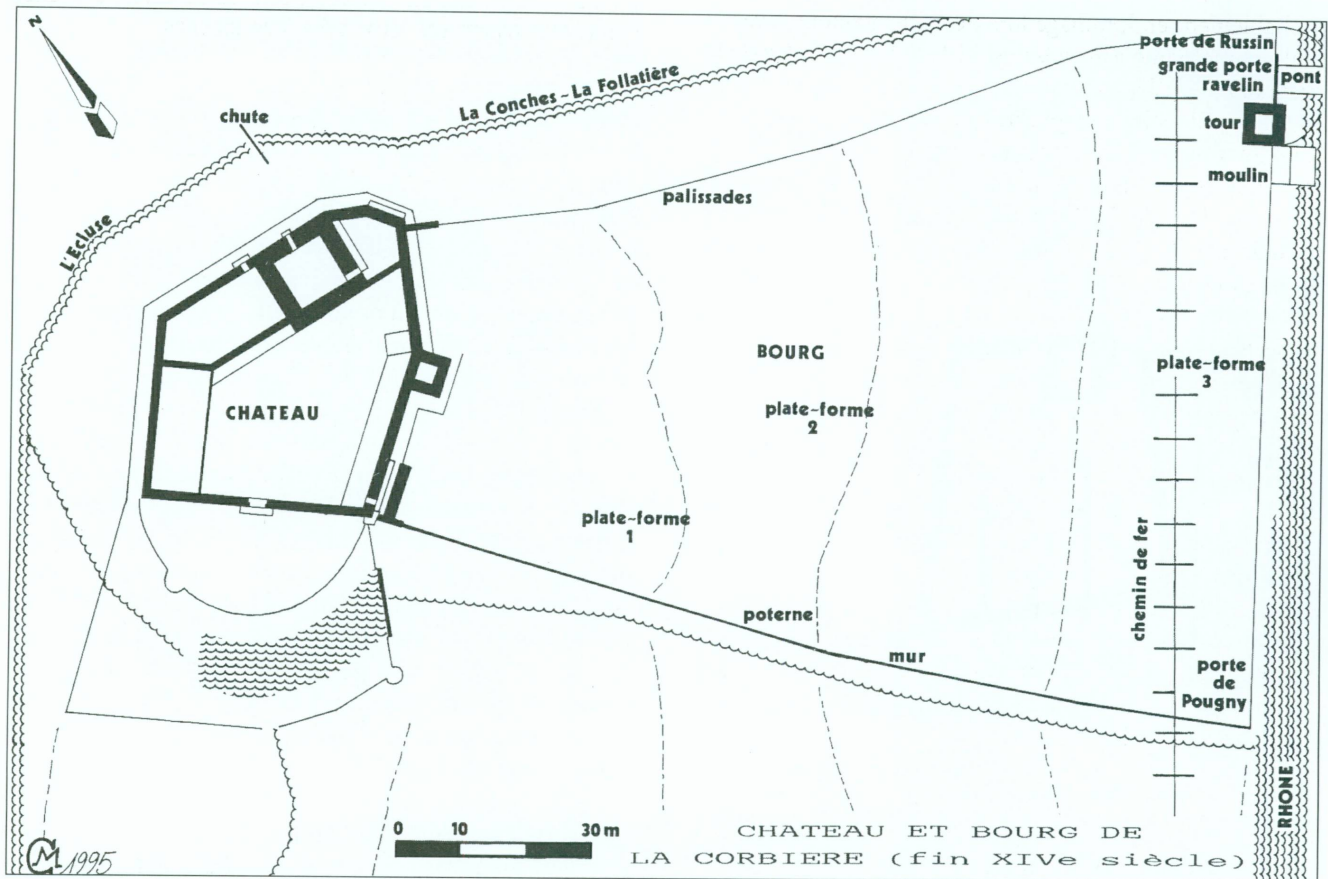 N
chute
La Conches - La Follatière
L'Ecluse
porte de Russin
grande porte
ravelin
pont
tour
moulin
palissades
CHATEAU
BOURG
plate-forme
1
plate-forme
2
plate-forme
3
chemin de fer
poterne
mur
porte
de
Pougny
RHONE
0 10 30 m
CHATEAU ET BOURG DE
LA CORBIERE (fin XIVe siècle)
1995